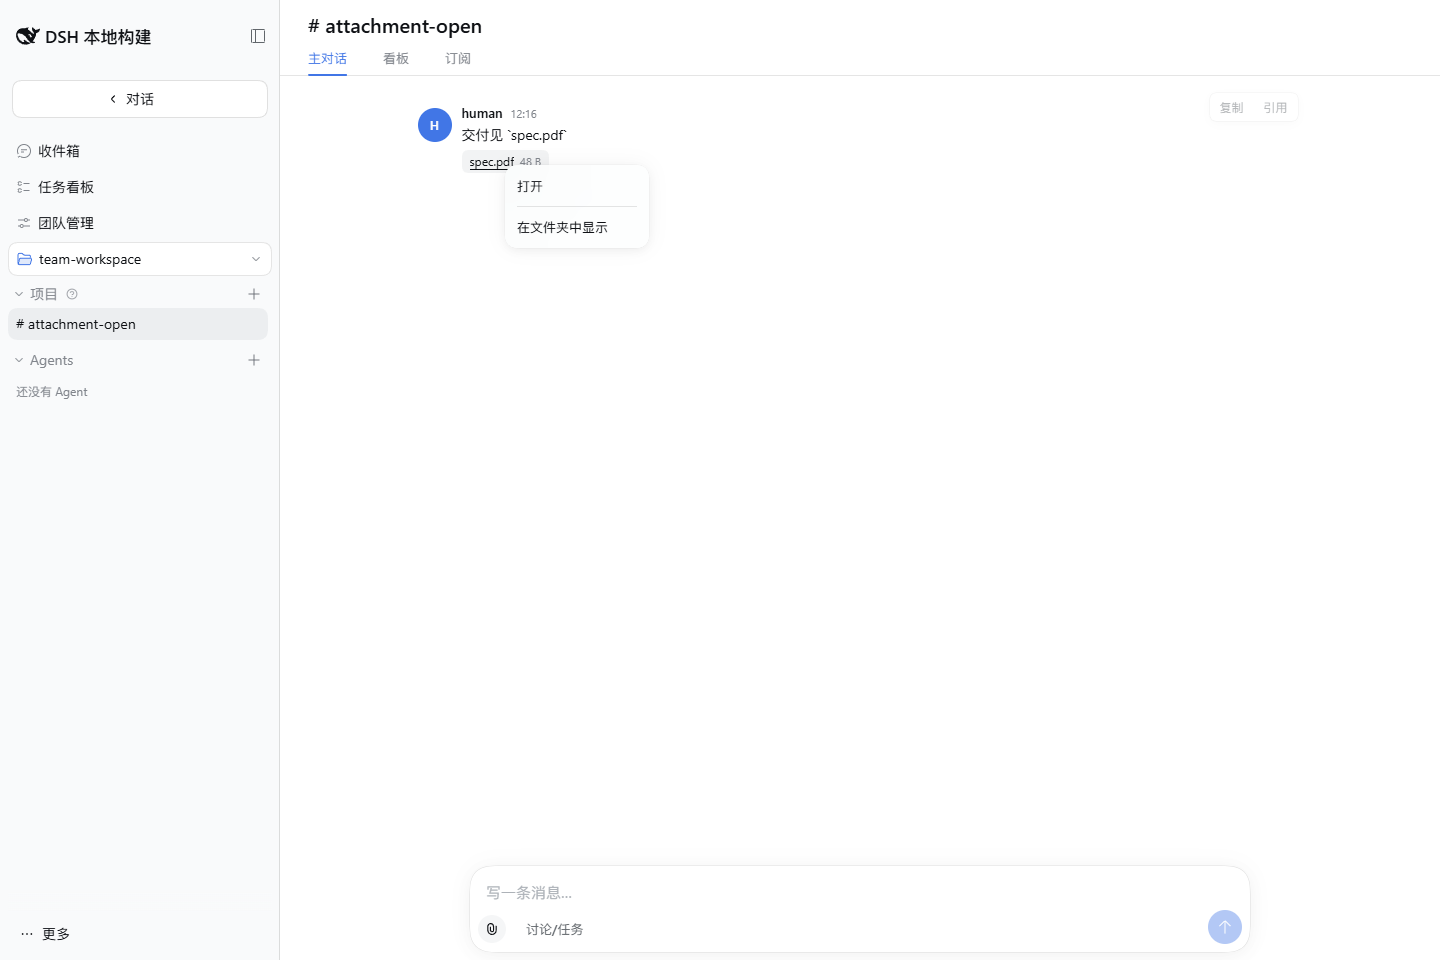 DSH 本地构建
对话
收件箱
任务看板
团队管理
team-workspace
项目
# attachment-open
Agents
还没有 Agent
更多
# attachment-open
主对话
看板
订阅
复制
引用
H
human 12:16
交付见 `spec.pdf`
spec.pdf 48 B
打开
在文件夹中显示
写一条消息...
讨论/任务